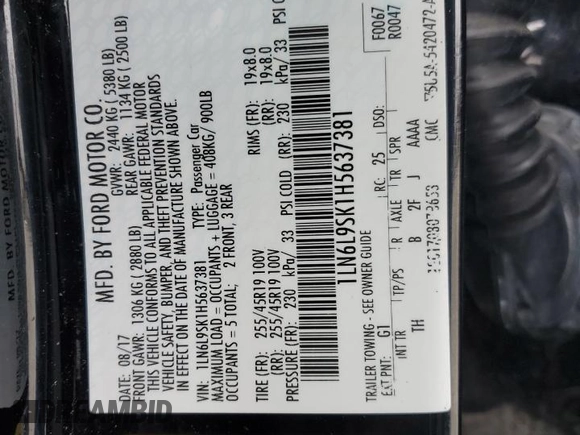 MFD. BY FORD MOTOR CO.
DATE: 08/17 GVWR: 2440 KG ( 5380 LB)
FRONT GAWR: 1306 KG ( 2880 LB) REAR GAWR: 1134 KG ( 2500 LB)
THIS VEHICLE CONFORMS TO ALL APPLICABLE FEDERAL MOTOR
VEHICLE SAFETY, BUMPER, AND THEFT PREVENTION STANDARDS
IN EFFECT ON THE DATE OF MANUFACTURE SHOWN ABOVE.
VIN: 1LN6L9SK1H5637381 TYPE: Passenger Car
MAXIMUM LOAD = OCCUPANTS + LUGGAGE = 408KG/ 900LB
OCCUPANTS = 5 TOTAL; 2 FRONT, 3 REAR
TIRE (FR): 255/45R19 100V RIMS (FR): 19x8.0
(RR): 255/45R19 100V (RR): 19x8.0
PRESSURE (FR): 230 kPa/ 33 PSI COLD (RR): 230 kPa/ 33 PSI
1LN6L9SK1H5637381
F0067
R0047
TRAILER TOWING - SEE OWNER GUIDE
EXT PNT: G1 RC: 25 DSO:
INT TR TP/PS R AXLE TR SPR
TH B 2F J AAAA
CMC
5420472-A